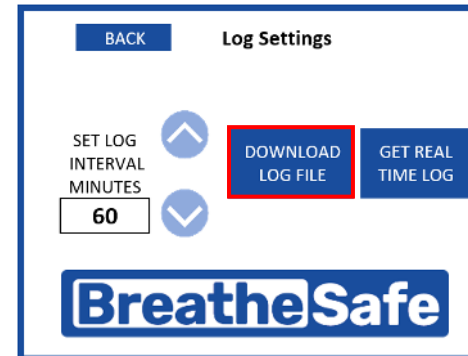 BACK
Log Settings
SET LOG
INTERVAL
MINUTES
60
DOWNLOAD
LOG FILE
GET REAL
TIME LOG
BreatheSafe